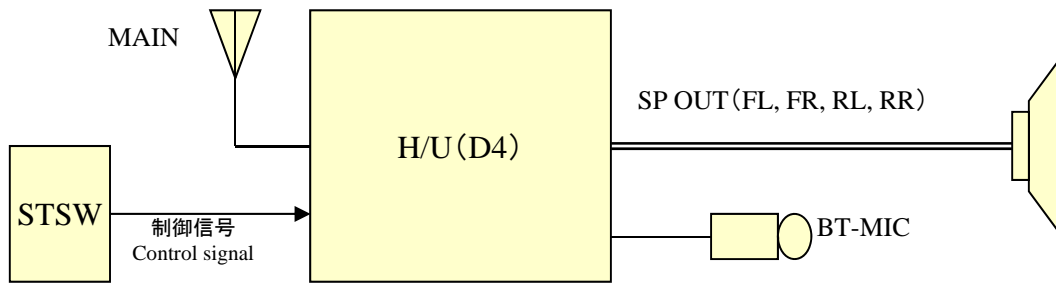 MAIN
SP OUT（FL, FR, RL, RR）
H/U（D4）
STSW
制御信号
Control signal
BT-MIC